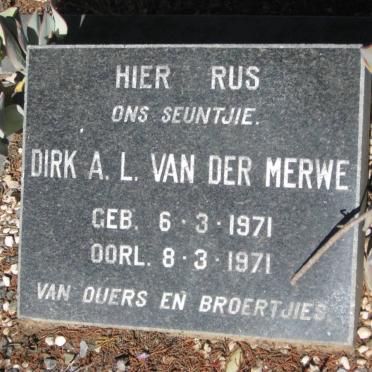 HIER RUS
ONS SEUNTJIE.
DIRK A. L. VAN DER MERWE
GEB. 6·3·1971
OORL. 8·3·1971
VAN OUERS EN BROERTJIES